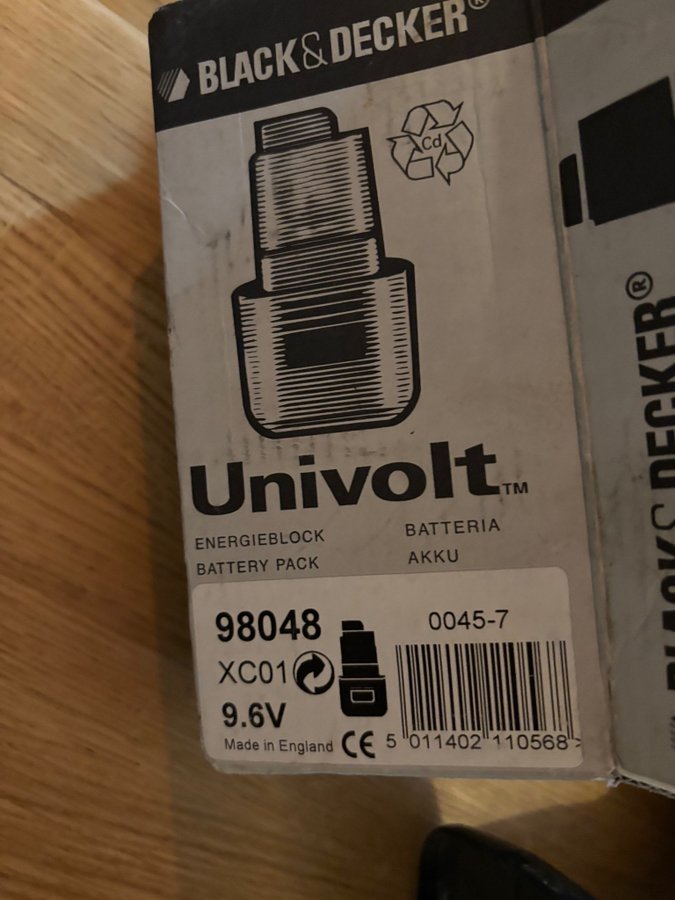 BLACK&DECKER®
Cd
Univolt™
ENERGIEBLOCK
BATTERIA
BATTERY PACK
AKKU
98048
0045-7
XC01
9.6V
Made in England CE
5 011402 110568 >
BLACK&DECKER®